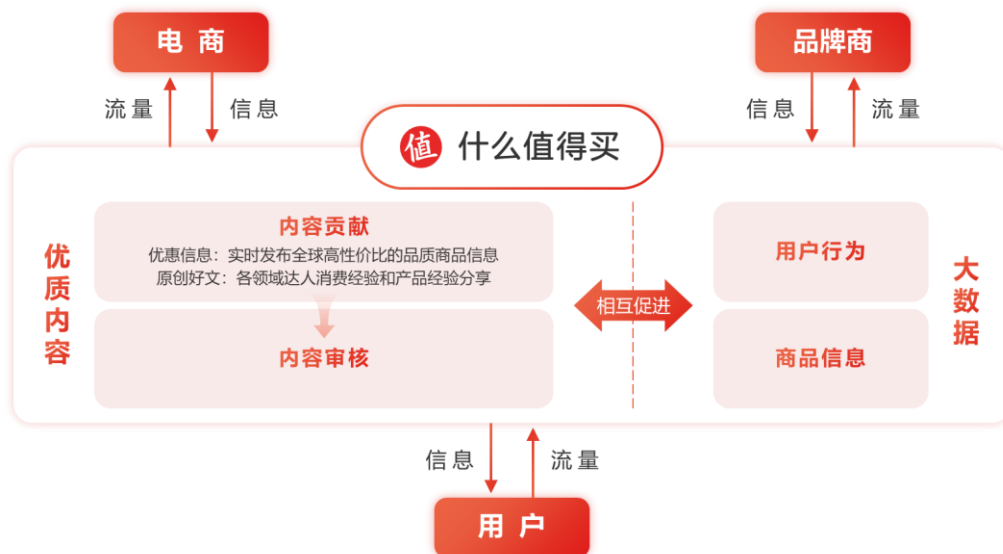 电商
品牌商
流量
信息
信息
流量
值 什么值得买
优质内容
内容贡献
优惠信息：实时发布全球高性价比的品质商品信息
原创好文：各领域达人消费经验和产品经验分享
内容审核
相互促进
用户行为
商品信息
大数据
信息
流量
用户